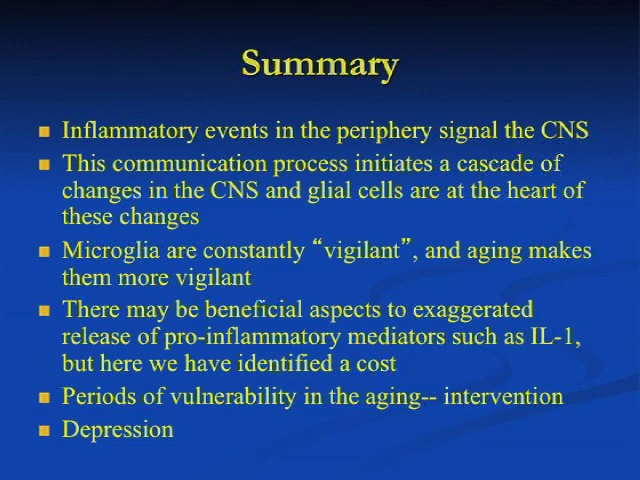 Summary
Inflammatory events in the periphery signal the CNS
This communication process initiates a cascade of
changes in the CNS and glial cells are at the heart of
these changes
Microglia are constantly “vigilant”, and aging makes
them more vigilant
There may be beneficial aspects to exaggerated
release of pro-inflammatory mediators such as IL-1,
but here we have identified a cost
Periods of vulnerability in the aging-- intervention
Depression